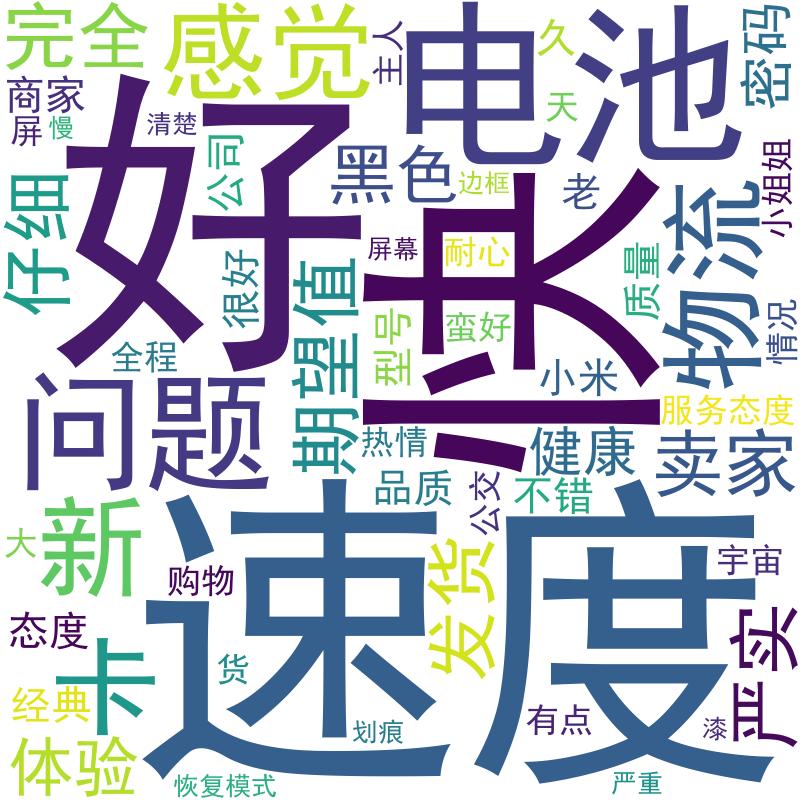 完全
感觉
主人
电池
久
密码
商家
屏
慢
清楚
天
好
公司
黑色
边框
老
小姐姐
仔细
快
物流
很好
屏幕
耐心
质量
期望值
型号
蛮好
情况
全程
小米
问题
服务态度
热情
健康
卖家
品质
公交
不错
速度
新
大
发货
宇宙
购物
态度
严实
卡
货
经典
划痕
有点
漆
体验
恢复模式
严重